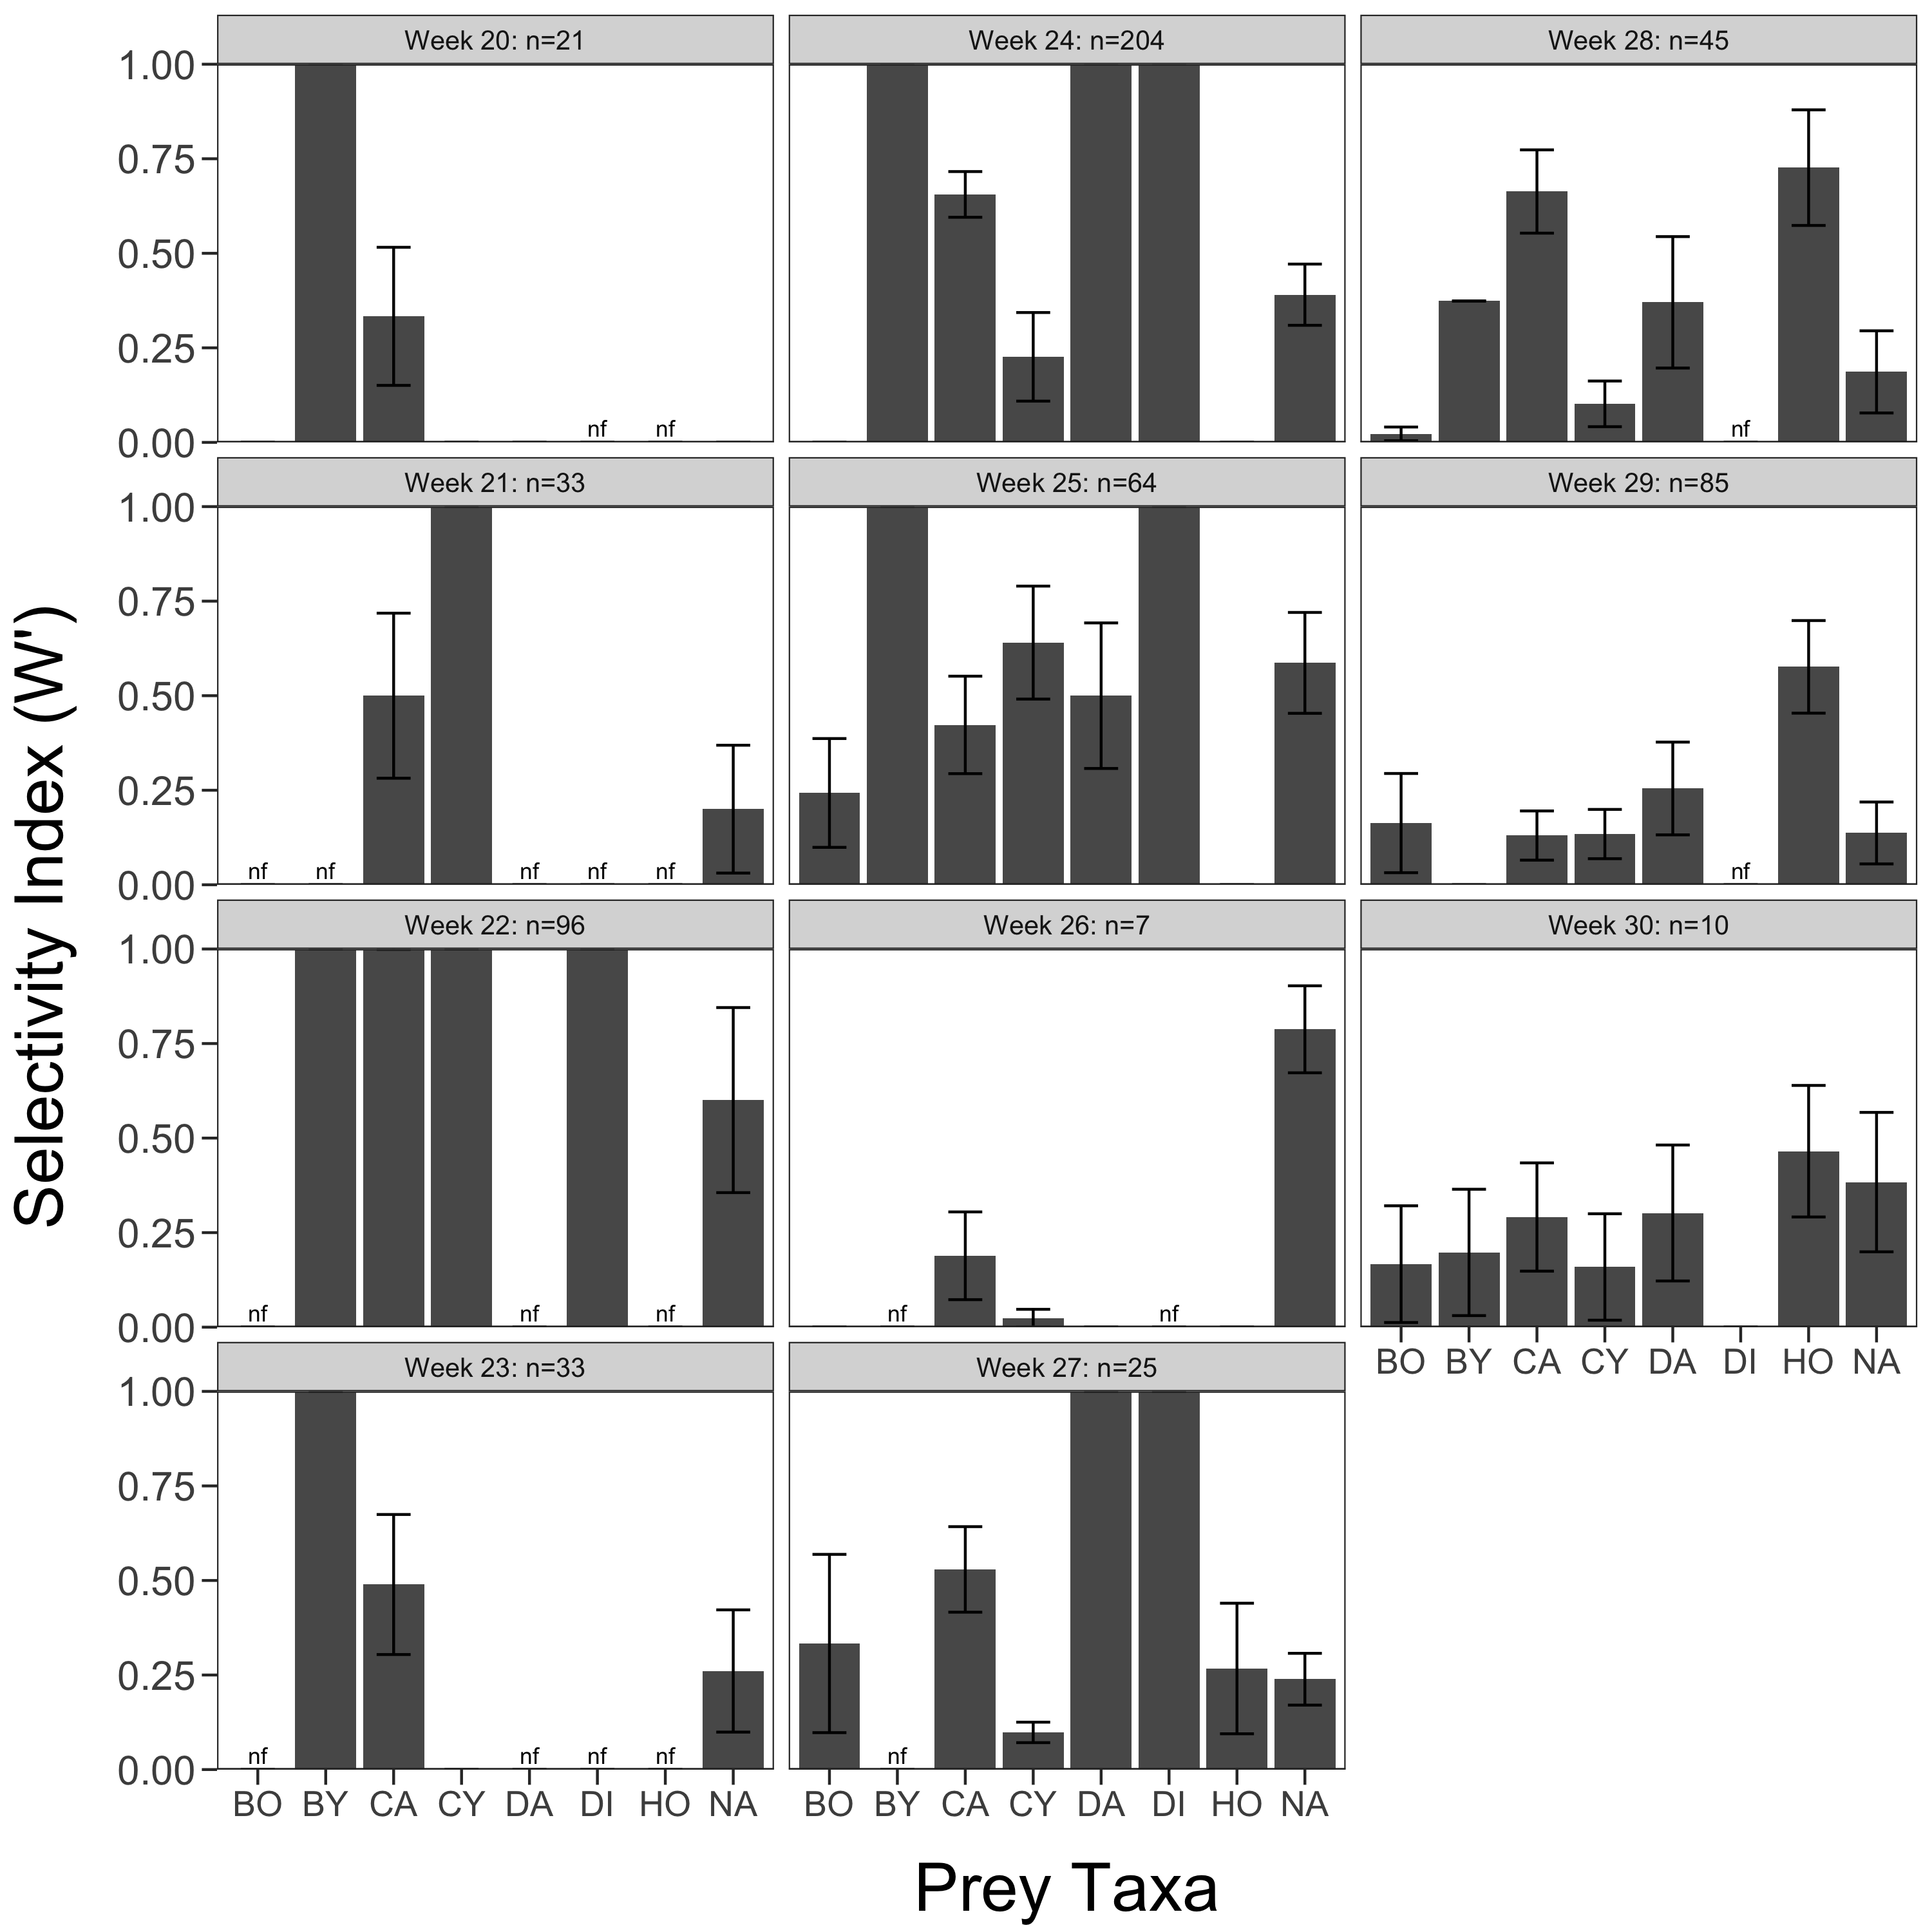 Week 20: n=21
Week 24: n=204
Week 28: n=45
1.00
0.75
0.50
0.25
0.00
nf nf
nf
Week 21: n=33
Week 25: n=64
Week 29: n=85
1.00
0.75
0.50
0.25
0.00
nf nf nf nf nf
nf
Week 22: n=96
Week 26: n=7
Week 30: n=10
1.00
0.75
0.50
0.25
0.00
nf nf nf
nf nf
BO BY CA CY DA DI HO NA
Week 23: n=33
Week 27: n=25
1.00
0.75
0.50
0.25
0.00
nf nf nf nf
nf
BO BY CA CY DA DI HO NA
BO BY CA CY DA DI HO NA
Selectivity Index (W')
Prey Taxa